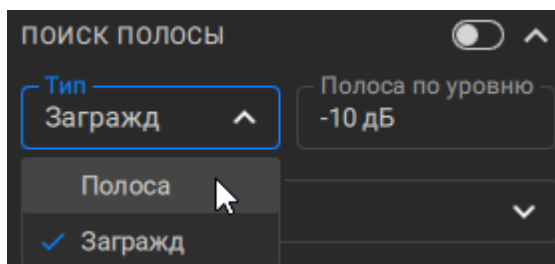 ПОИСК ПОЛОСЫ
Тип
Полоса по уровню
Загражд
-10 дБ
Полоса
Загражд